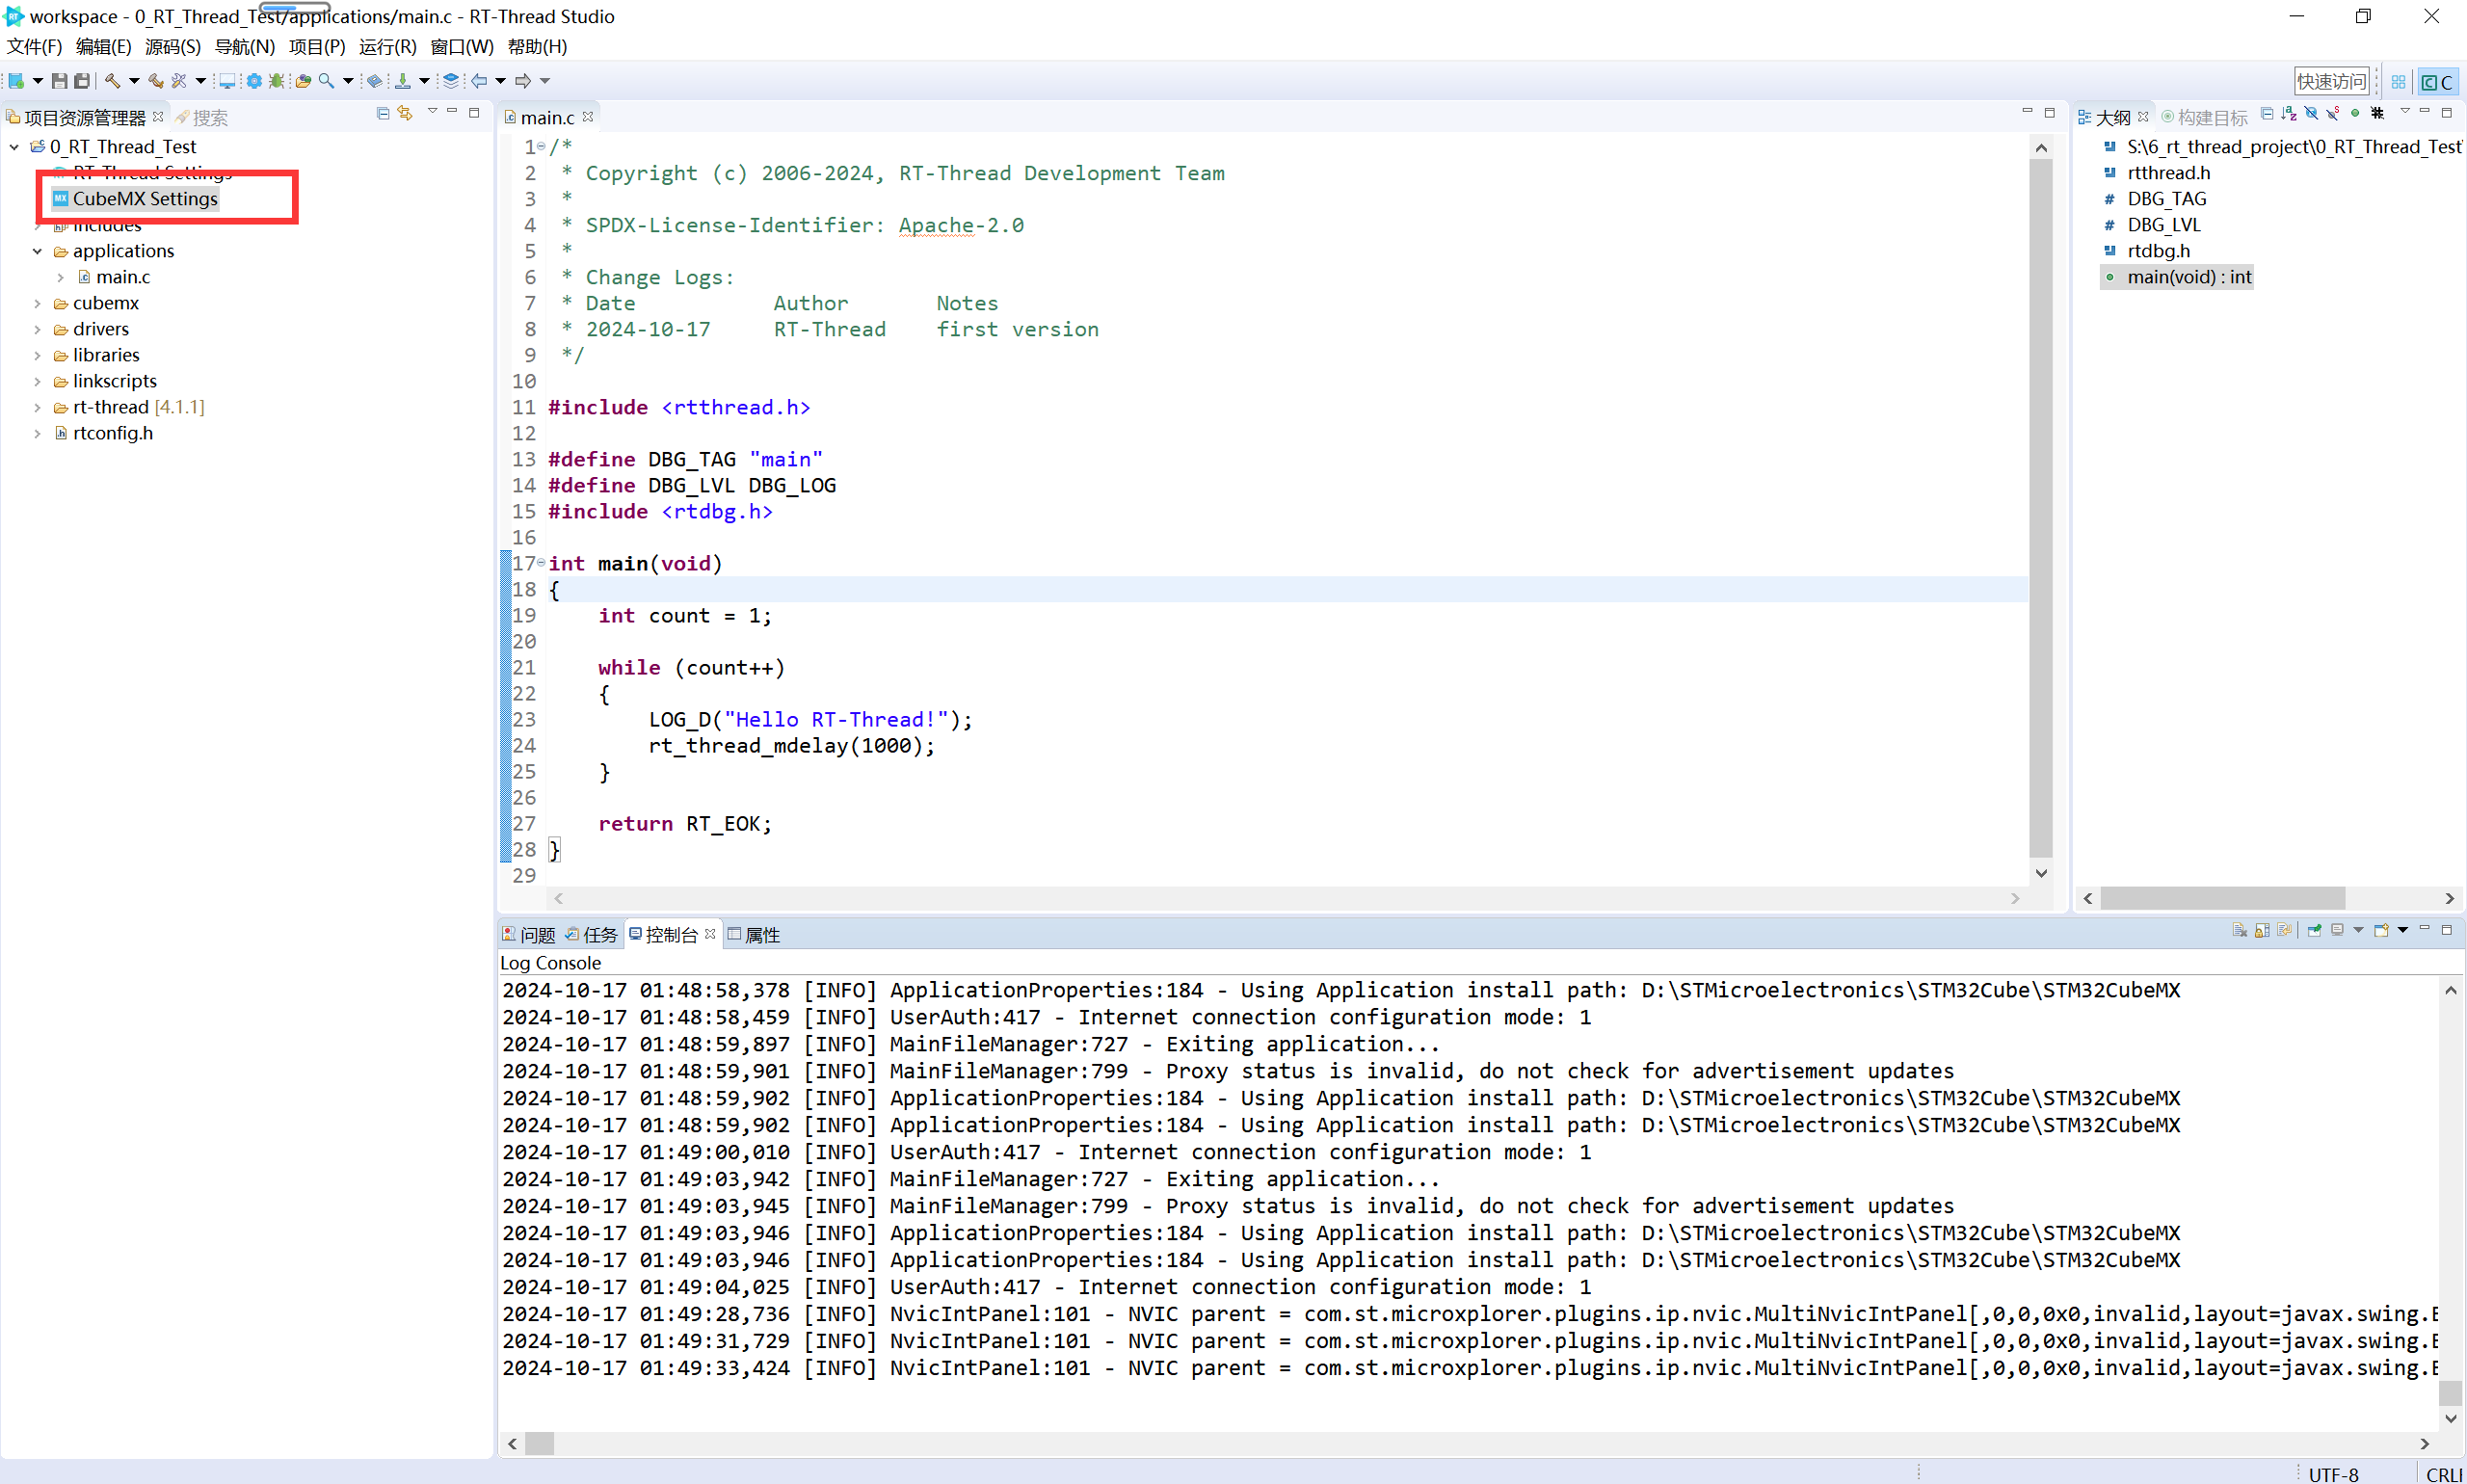 workspace - 0_RT_Thread_Test/applications/main.c - RT-Thread Studio
文件(F) 编辑(E) 源码(S) 导航(N) 项目(P) 运行(R) 窗口(W) 帮助(H)
快速访问
C
项目资源管理器
搜索
0_RT_Thread_Test
RT-Thread Settings
CubeMX Settings
Includes
applications
main.c
cubemx
drivers
libraries
linkscripts
rt-thread [4.1.1]
rtconfig.h
main.c
1 /*
2 * Copyright (c) 2006-2024, RT-Thread Development Team
3 *
4 * SPDX-License-Identifier: Apache-2.0
5 *
6 * Change Logs:
7 * Date Author Notes
8 * 2024-10-17 RT-Thread first version
9 */
10
11 #include <rtthread.h>
12
13 #define DBG_TAG "main"
14 #define DBG_LVL DBG_LOG
15 #include <rtdbg.h>
16
17 int main(void)
18 {
19 int count = 1;
20
21 while (count++)
22 {
23 LOG_D("Hello RT-Thread!");
24 rt_thread_mdelay(1000);
25 }
26
27 return RT_EOK;
28 }
29
大纲 构建目标
S:\6_rt_thread_project\0_RT_Thread_Test
rtthread.h
DBG_TAG
DBG_LVL
rtdbg.h
main(void) : int
问题 任务 控制台 属性
Log Console
2024-10-17 01:48:58,378 [INFO] ApplicationProperties:184 - Using Application install path: D:\STMicroelectronics\STM32Cube\STM32CubeMX
2024-10-17 01:48:58,459 [INFO] UserAuth:417 - Internet connection configuration mode: 1
2024-10-17 01:48:59,897 [INFO] MainFileManager:727 - Exiting application...
2024-10-17 01:48:59,901 [INFO] MainFileManager:799 - Proxy status is invalid, do not check for advertisement updates
2024-10-17 01:48:59,902 [INFO] ApplicationProperties:184 - Using Application install path: D:\STMicroelectronics\STM32Cube\STM32CubeMX
2024-10-17 01:48:59,902 [INFO] ApplicationProperties:184 - Using Application install path: D:\STMicroelectronics\STM32Cube\STM32CubeMX
2024-10-17 01:49:00,010 [INFO] UserAuth:417 - Internet connection configuration mode: 1
2024-10-17 01:49:03,942 [INFO] MainFileManager:727 - Exiting application...
2024-10-17 01:49:03,945 [INFO] MainFileManager:799 - Proxy status is invalid, do not check for advertisement updates
2024-10-17 01:49:03,946 [INFO] ApplicationProperties:184 - Using Application install path: D:\STMicroelectronics\STM32Cube\STM32CubeMX
2024-10-17 01:49:03,946 [INFO] ApplicationProperties:184 - Using Application install path: D:\STMicroelectronics\STM32Cube\STM32CubeMX
2024-10-17 01:49:04,025 [INFO] UserAuth:417 - Internet connection configuration mode: 1
2024-10-17 01:49:28,736 [INFO] NvicIntPanel:101 - NVIC parent = com.st.microxplorer.plugins.ip.nvic.MultiNvicIntPanel[,0,0,0x0,invalid,layout=javax.swing.B
2024-10-17 01:49:31,729 [INFO] NvicIntPanel:101 - NVIC parent = com.st.microxplorer.plugins.ip.nvic.MultiNvicIntPanel[,0,0,0x0,invalid,layout=javax.swing.B
2024-10-17 01:49:33,424 [INFO] NvicIntPanel:101 - NVIC parent = com.st.microxplorer.plugins.ip.nvic.MultiNvicIntPanel[,0,0,0x0,invalid,layout=javax.swing.B
UTF-8 CRLF